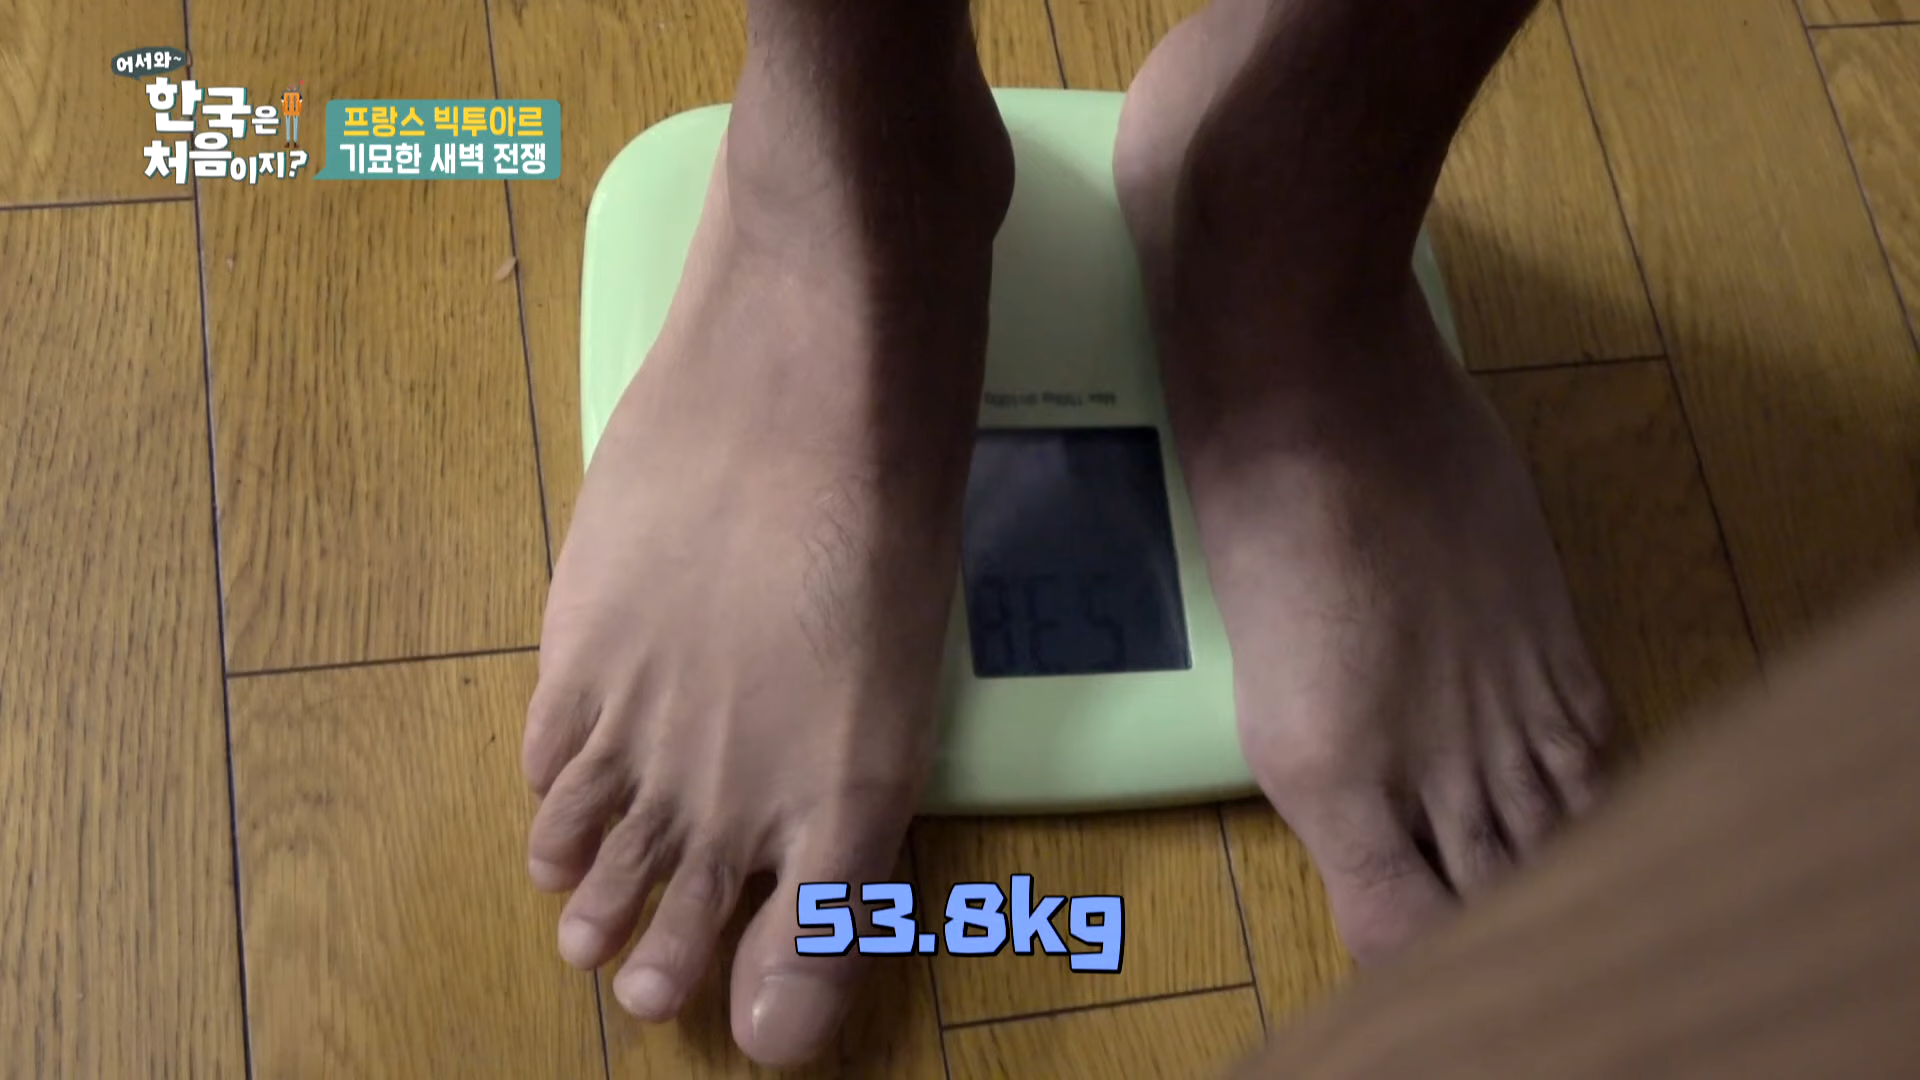 어서와~
한국은
처음이지?
프랑스 빅투아르
기묘한 새벽 전쟁
53.8kg